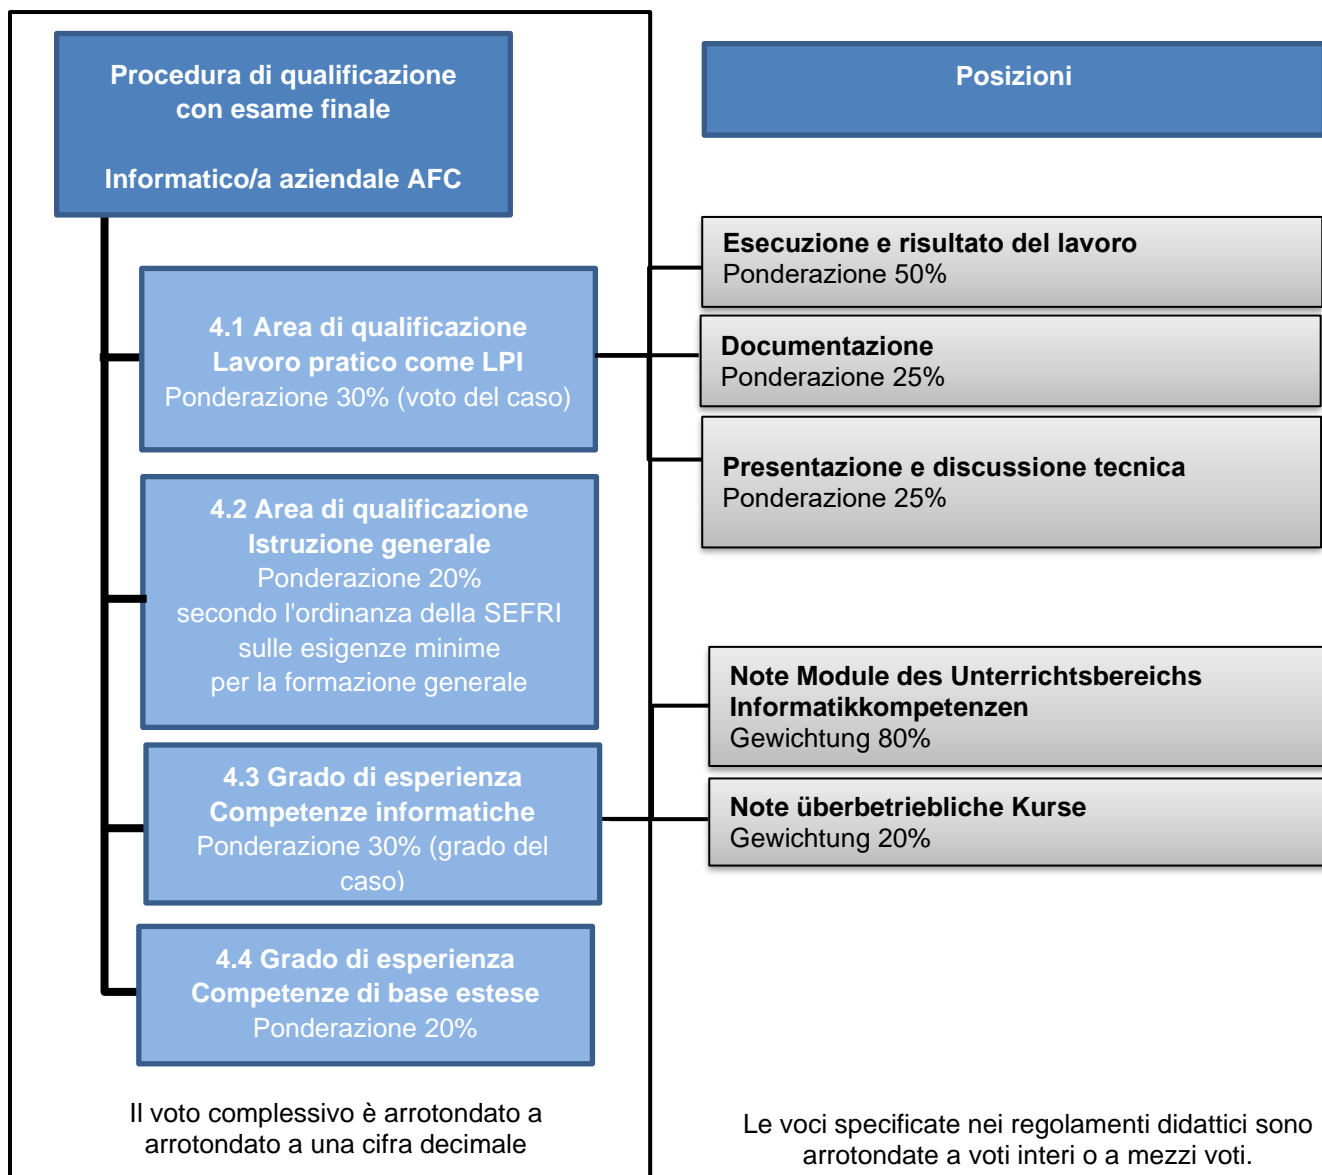 Procedura di qualificazione
con esame finale
Informatico/a aziendale AFC
4.1 Area di qualificazione
Lavoro pratico come LPI
Ponderazione 30% (voto del caso)
4.2 Area di qualificazione
Istruzione generale
Ponderazione 20%
secondo l'ordinanza della SEFRI
sulle esigenze minime
per la formazione generale
4.3 Grado di esperienza
Competenze informatiche
Ponderazione 30% (grado del
caso)
4.4 Grado di esperienza
Competenze di base estese
Ponderazione 20%
Il voto complessivo è arrotondato a
arrotondato a una cifra decimale
Posizioni
Esecuzione e risultato del lavoro
Ponderazione 50%
Documentazione
Ponderazione 25%
Presentazione e discussione tecnica
Ponderazione 25%
Note Module des Unterrichtsbereichs
Informatikkompetenzen
Gewichtung 80%
Note überbetriebliche Kurse
Gewichtung 20%
Le voci specificate nei regolamenti didattici sono
arrotondate a voti interi o a mezzi voti.